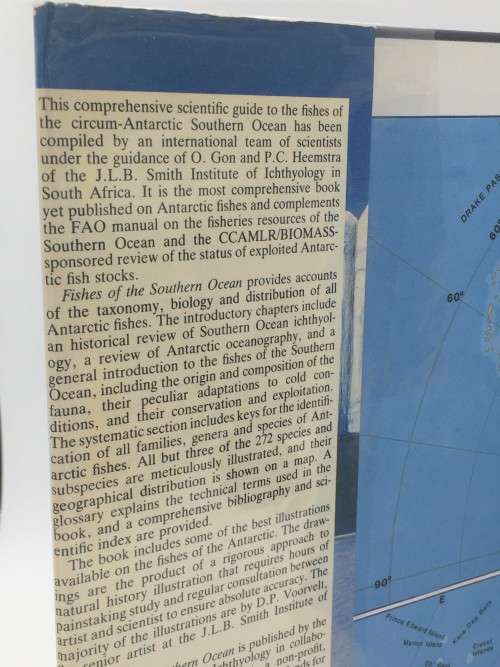 This comprehensive scientific guide to the fishes of
the circum-Antarctic Southern Ocean has been
compiled by an international team of scientists
under the guidance of O. Gon and P.C. Heemstra
of the J.L.B. Smith Institute of Ichthyology in
South Africa. It is the most comprehensive book
yet published on Antarctic fishes and complements
the FAO manual on the fisheries resources of the
Southern Ocean and the CCAMLR/BIOMASS-
sponsored review of the status of exploited Antarc-
tic fish stocks.
Fishes of the Southern Ocean provides accounts
of the taxonomy, biology and distribution of all
Antarctic fishes. The introductory chapters include
an historical review of Southern Ocean ichthyol-
ogy, a review of Antarctic oceanography, and a
general introduction to the fishes of the Southern
Ocean, including the origin and composition of the
fauna, their peculiar adaptations to cold con-
ditions, and their conservation and exploitation.
The systematic section includes keys for the identifi-
cation of all families, genera and species of Ant-
arctic fishes. All but three of the 272 species and
subspecies are meticulously illustrated, and their
geographical distribution is shown on a map. A
glossary explains the technical terms used in the
book, and a comprehensive bibliography and sci-
entific index are provided.
The book includes some of the best illustrations
available on the fishes of the Antarctic. The draw-
ings are the product of a rigorous approach to
natural history illustration that requires hours of
painstaking study and regular consultation between
artist and scientist to ensure absolute accuracy. The
majority of the illustrations are by D.P. Voorvelt,
senior artist at the J.L.B. Smith Institute of
thern Ocean is published by the
Ichthyology in collabo-
a non-profit,
DRAKE PAS
60°
60°
90°
E
Prince Edward Island
Marion Island
Crozet
Islands